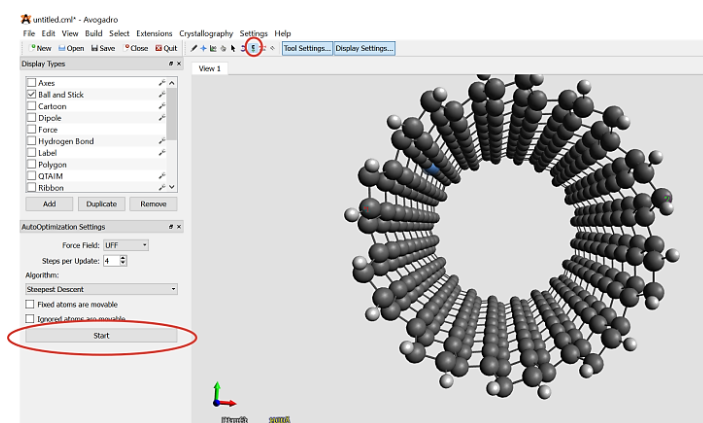 untitled.cml* - Avogadro
File Edit View Build Select Extensions Crystallography Settings Help
New Open Save Close Quit Tool Settings... Display Settings...
Display Types
View 1
Axes
Ball and Stick
Cartoon
Dipole
Force
Hydrogen Bond
Label
Polygon
QTAIM
Ribbon
Add Duplicate Remove
AutoOptimization Settings
Force Field: UFF
Steps per Update: 4
Algorithm:
Steepest Descent
Fixed atoms are movable
Ignored atoms are movable
Start